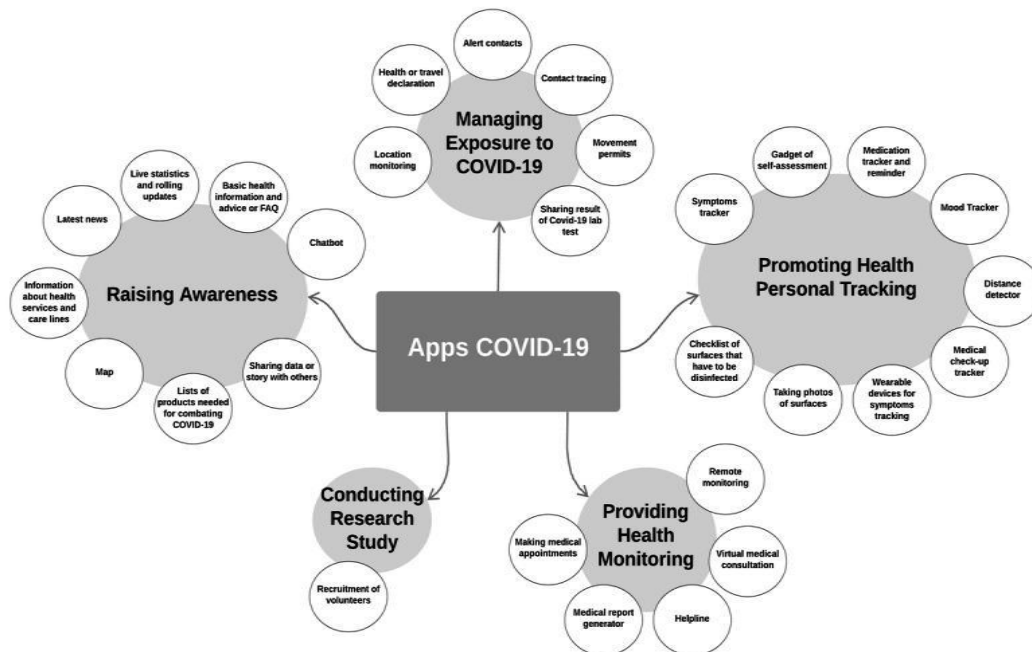 Alert contacts
Health or travel
declaration
Contact tracing
Managing
Exposure to
COVID-19
Location
monitoring
Movement
permits
Sharing result
of Covid-19 lab
test
Live statistics
and rolling
updates
Basic health
information and
advice or FAQ
Latest news
Chatbot
Raising Awareness
Information
about health
services and
care lines
Map
Lists of
products needed
for combating
COVID-19
Sharing data or
story with others
Gadget of
self-assessment
Medication
tracker and
reminder
Symptoms
tracker
Mood Tracker
Promoting Health
Personal Tracking
Distance
detector
Checklist of
surfaces that
have to be
disinfected
Medical
check-up
tracker
Taking photos
of surfaces
Wearable
devices for
symptoms
tracking
Apps COVID-19
Conducting
Research
Study
Recruitment of
volunteers
Providing
Health
Monitoring
Remote
monitoring
Making medical
appointments
Virtual medical
consultation
Medical report
generator
Helpline